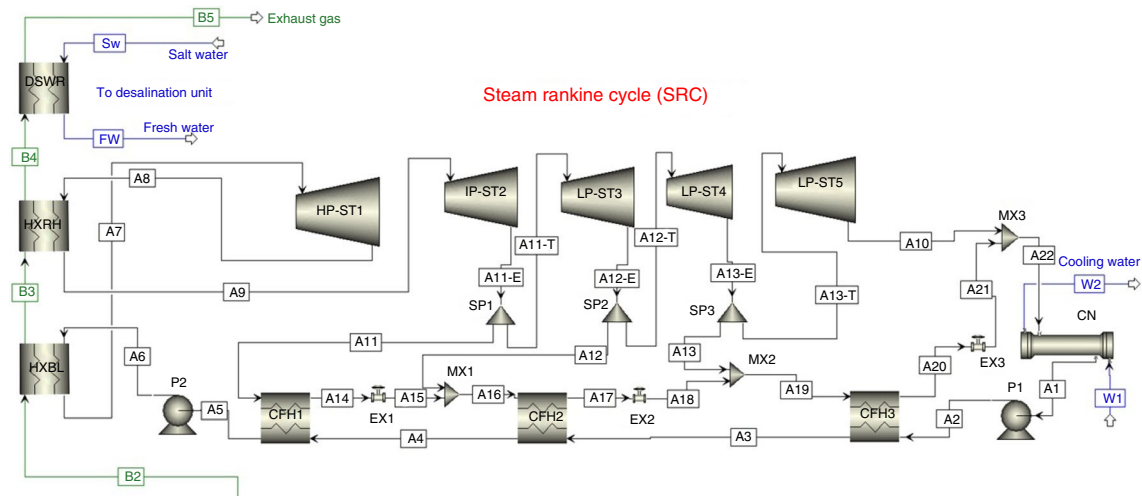 B5
Exhaust gas
Sw
Salt water
DSWR
To desalination unit
Steam rankine cycle (SRC)
FW
Fresh water
B4
A8
HP-ST1
IP-ST2
LP-ST3
LP-ST4
LP-ST5
HXRH
A7
A11-T
A12-T
A10
MX3
A22
Cooling water
W2
A9
A11-E
A12-E
A13-E
A13-T
A21
B3
SP1
SP2
SP3
CN
A6
A11
A12
A13
MX2
EX3
HXBL
P2
MX1
A20
A1
A14
A15
A16
A17
A18
A19
P1
W1
A5
CFH1
EX1
CFH2
EX2
CFH3
A2
A4
A3
B2